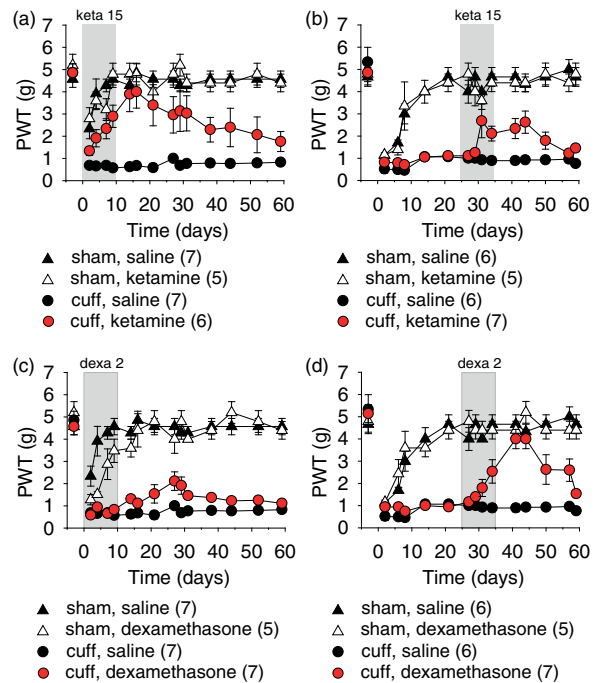 (a)
keta 15
PWT (g)
7
6
5
4
3
2
1
0
0 10 20 30 40 50 60
Time (days)
▲ sham, saline (7)
△ sham, ketamine (5)
● cuff, saline (7)
● cuff, ketamine (6)
(b)
keta 15
PWT (g)
7
6
5
4
3
2
1
0
0 10 20 30 40 50 60
Time (days)
▲ sham, saline (6)
△ sham, ketamine (5)
● cuff, saline (6)
● cuff, ketamine (7)
(c)
dexa 2
PWT (g)
7
6
5
4
3
2
1
0
0 10 20 30 40 50 60
Time (days)
▲ sham, saline (7)
△ sham, dexamethasone (5)
● cuff, saline (7)
● cuff, dexamethasone (7)
(d)
dexa 2
PWT (g)
7
6
5
4
3
2
1
0
0 10 20 30 40 50 60
Time (days)
▲ sham, saline (6)
△ sham, dexamethasone (5)
● cuff, saline (6)
● cuff, dexamethasone (7)